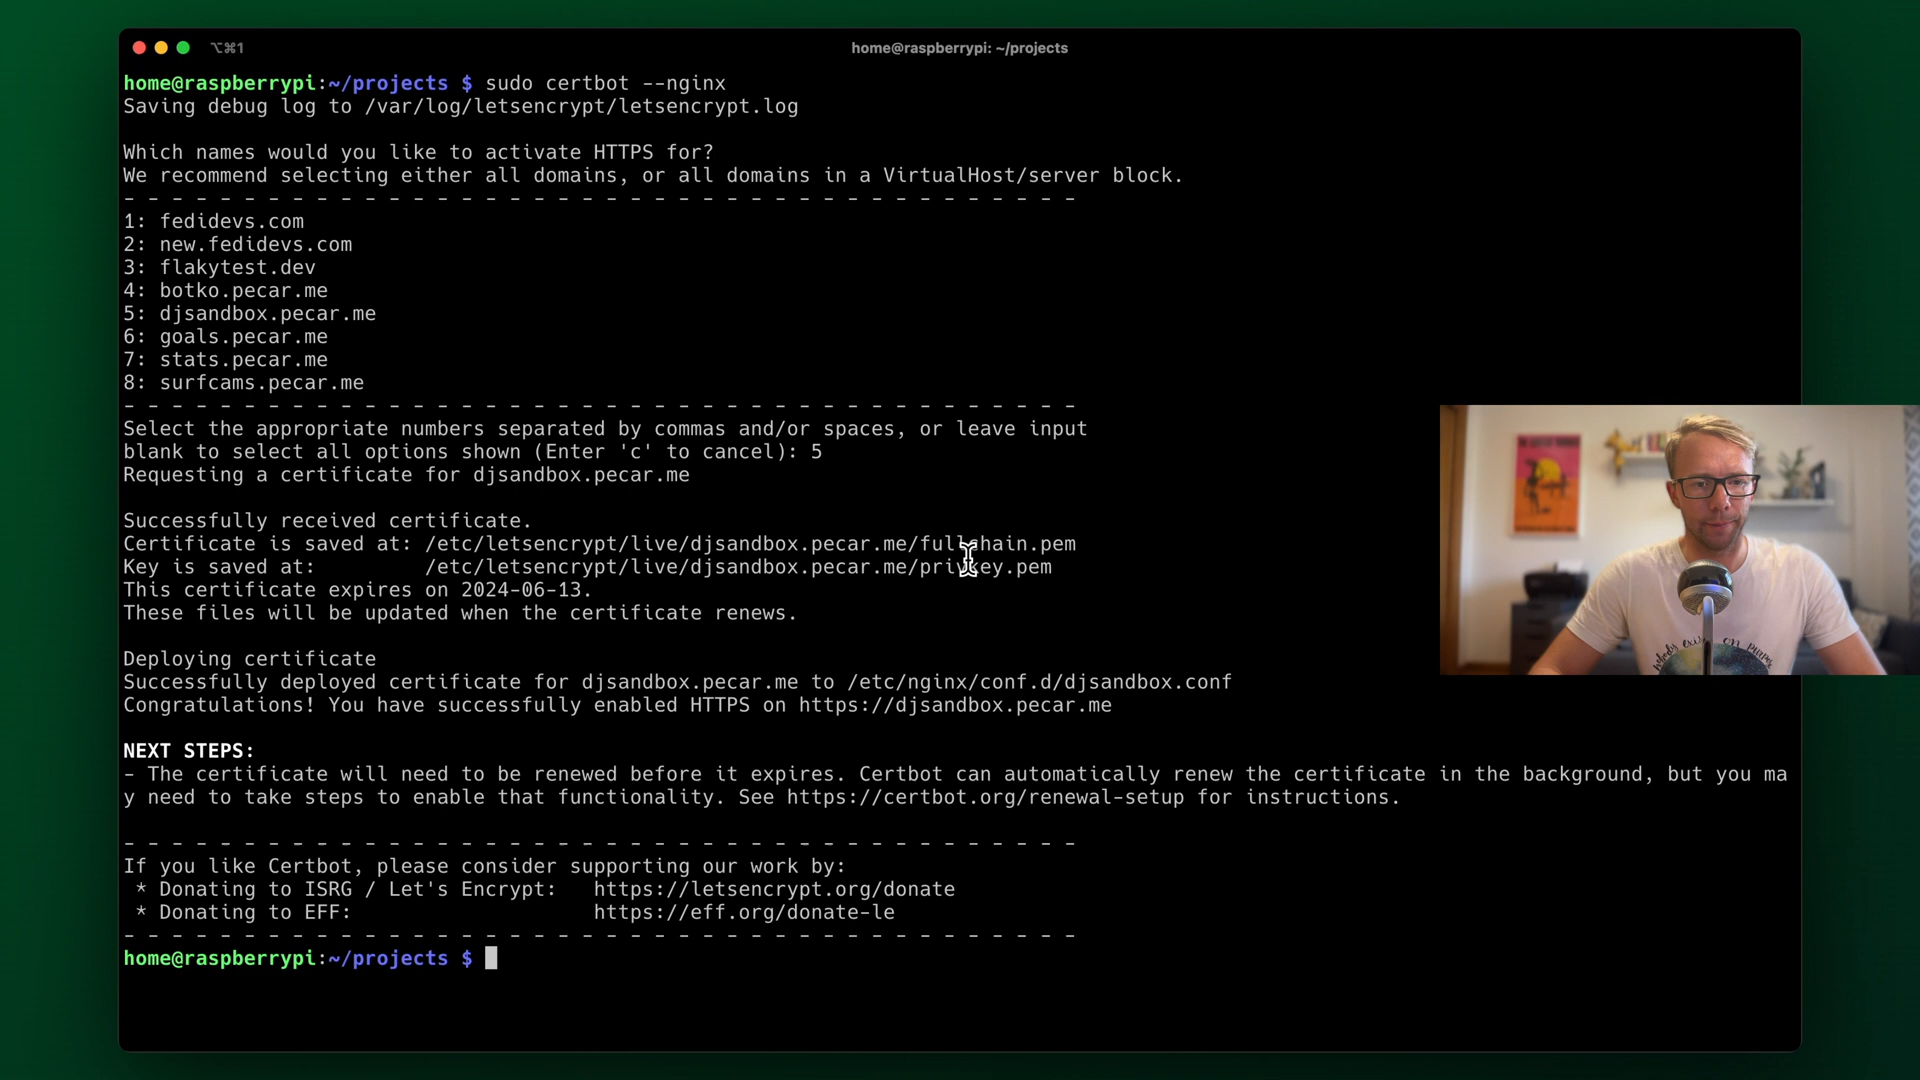 ⌥⌘1
home@raspberrypi: ~/projects
home@raspberrypi:~/projects $ sudo certbot --nginx
Saving debug log to /var/log/letsencrypt/letsencrypt.log
Which names would you like to activate HTTPS for?
We recommend selecting either all domains, or all domains in a VirtualHost/server block.
- - - - - - - - - - - - - - - - - - - - - - - - - - - - - - - - - - - - - - - -
1: fedidevs.com
2: new.fedidevs.com
3: flakytest.dev
4: botko.pecar.me
5: djsandbox.pecar.me
6: goals.pecar.me
7: stats.pecar.me
8: surfcams.pecar.me
- - - - - - - - - - - - - - - - - - - - - - - - - - - - - - - - - - - - - - - -
Select the appropriate numbers separated by commas and/or spaces, or leave input
blank to select all options shown (Enter 'c' to cancel): 5
Requesting a certificate for djsandbox.pecar.me
Successfully received certificate.
Certificate is saved at: /etc/letsencrypt/live/djsandbox.pecar.me/fullchain.pem
Key is saved at:         /etc/letsencrypt/live/djsandbox.pecar.me/privkey.pem
This certificate expires on 2024-06-13.
These files will be updated when the certificate renews.
Deploying certificate
Successfully deployed certificate for djsandbox.pecar.me to /etc/nginx/conf.d/djsandbox.conf
Congratulations! You have successfully enabled HTTPS on https://djsandbox.pecar.me
NEXT STEPS:
- The certificate will need to be renewed before it expires. Certbot can automatically renew the certificate in the background, but you ma
y need to take steps to enable that functionality. See https://certbot.org/renewal-setup for instructions.
- - - - - - - - - - - - - - - - - - - - - - - - - - - - - - - - - - - - - - - -
If you like Certbot, please consider supporting our work by:
 * Donating to ISRG / Let's Encrypt:   https://letsencrypt.org/donate
 * Donating to EFF:                    https://eff.org/donate-le
- - - - - - - - - - - - - - - - - - - - - - - - - - - - - - - - - - - - - - - -
home@raspberrypi:~/projects $
nobody exists on purpose